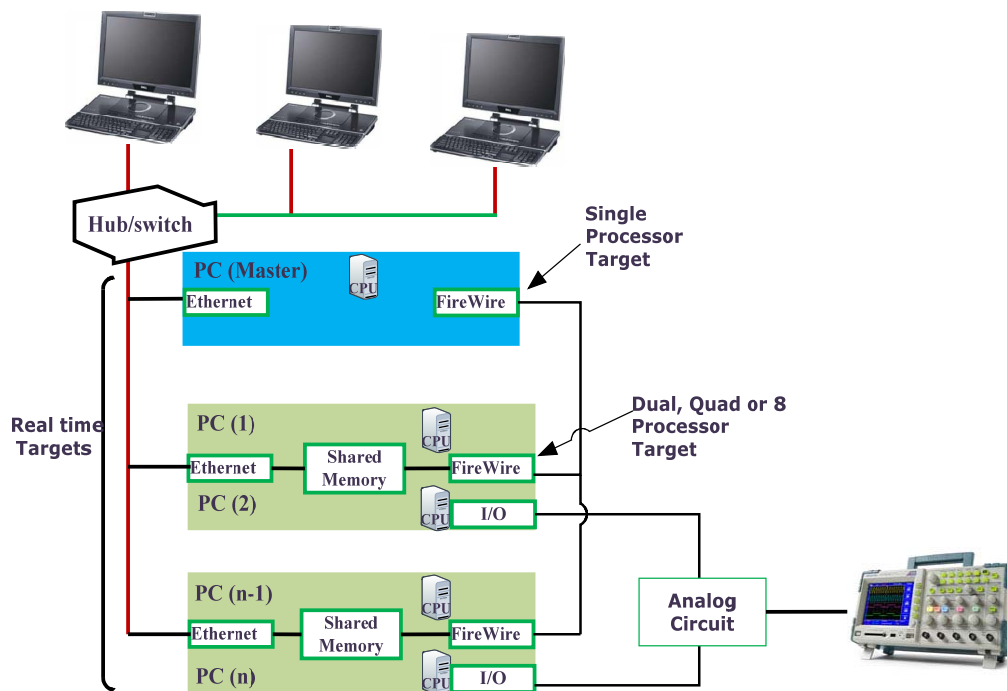 Hub/switch
Single
Processor
Target
PC (Master)
CPU
Ethernet
FireWire
Real time
Targets
Dual, Quad or 8
Processor
Target
PC (1)
CPU
Ethernet
Shared
Memory
FireWire
PC (2)
CPU
I/O
PC (n-1)
CPU
Ethernet
Shared
Memory
FireWire
PC (n)
CPU
I/O
Analog
Circuit